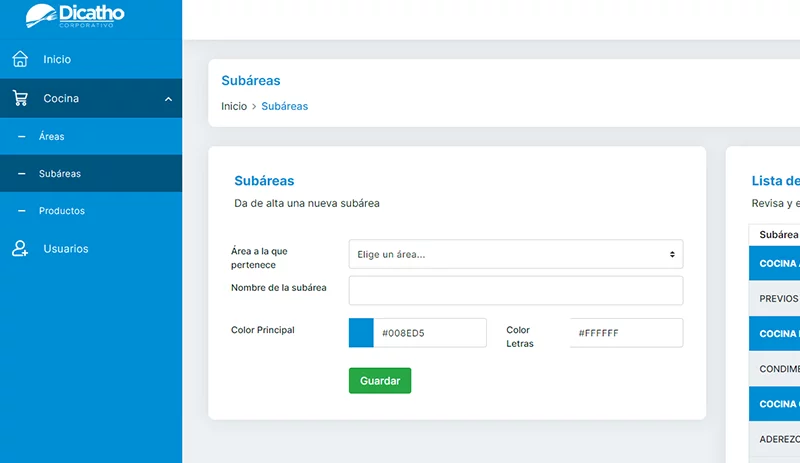 Dicatho
CORPORATIVO
Inicio
Cocina
Áreas
Subáreas
Productos
Usuarios
Subáreas
Inicio > Subáreas
Subáreas
Da de alta una nueva subárea
Área a la que
pertenece
Elige un área...
Nombre de la subárea
Color Principal
#008ED5
Color
Letras
#FFFFFF
Guardar
Lista de
Revisa y e
Subárea
COCINA
PREVIOS
COCINA
CONDIME
COCINA
ADEREZO